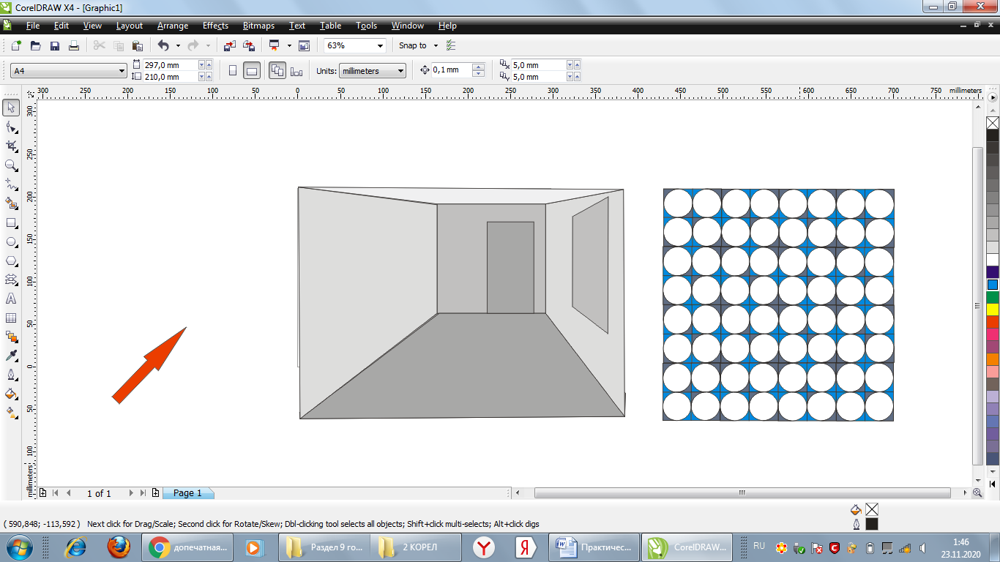 CorelDRAW X4 - [Graphic1]
File Edit View Layout Arrange Effects Bitmaps Text Table Tools Window Help
63% Snap to
A4 297,0 mm 210,0 mm Units: millimeters 0,1 mm 5,0 mm 5,0 mm
300 250 200 150 100 50 0 50 100 150 200 250 300 350 400 450 500 550 600 650 700 750 millimeters
300
250
200
150
100
50
0
50
100
millimeters
1 of 1 Page 1
( 590,848; -113,592 ) Next click for Drag/Scale; Second click for Rotate/Skew; Dbl-clicking tool selects all objects; Shift+click multi-selects; Alt+click digs
допечатная... Раздел 9 го... 2 КОРЕЛ Y Я Практичес... CorelDRAW... RU 1:46
23.11.2020